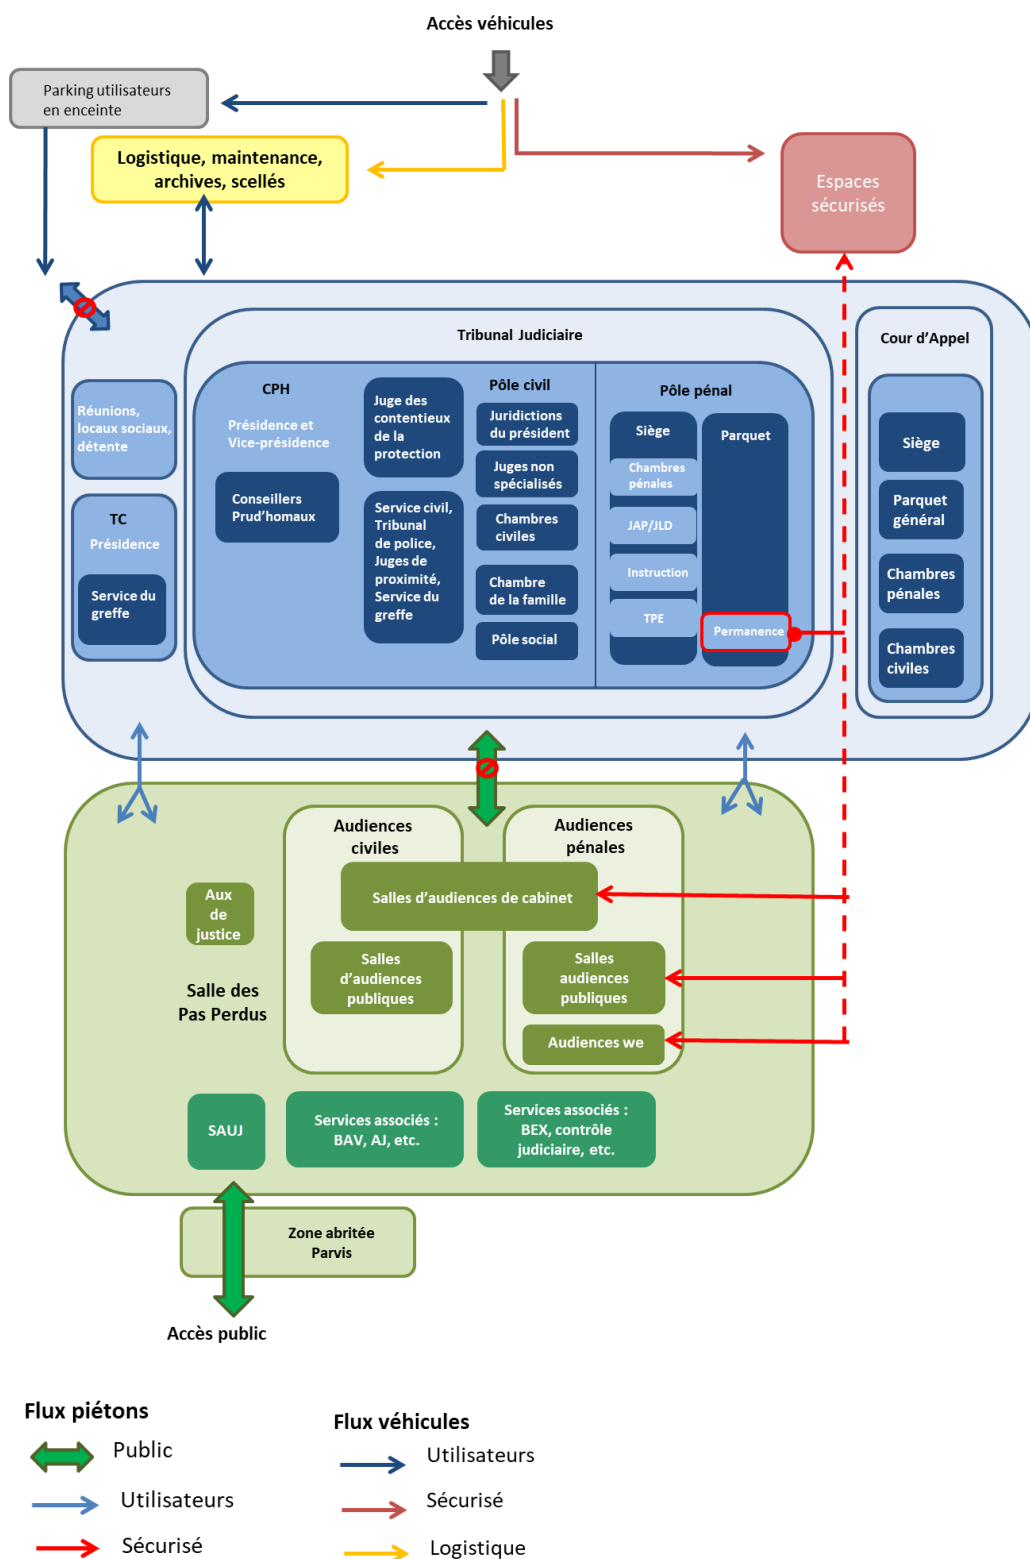 Accès véhicules
Parking utilisateurs
en enceinte
Logistique, maintenance,
archives, scellés
Espaces
sécurisés
Tribunal Judiciaire
Cour d'Appel
CPH
Présidence et
Vice-présidence
Conseillers
Prud'homaux
Réunions,
locaux sociaux,
détente
TC
Présidence
Service du
greffe
Juge des
contentieux
de la
protection
Service civil,
Tribunal
de police,
Juges de
proximité,
Service du
greffe
Pôle civil
Juridictions
du président
Juges non
spécialisés
Chambres
civiles
Chambre
de la famille
Pôle social
Pôle pénal
Siège
Chambres
pénales
JAP/JLD
Instruction
TPE
Parquet
Permanence
Siège
Parquet
général
Chambres
pénales
Chambres
civiles
Audiences
civiles
Audiences
pénales
Salles d'audiences de cabinet
Aux
de
justice
Salles
d'audiences
publiques
Salles
audiences
publiques
Salle des
Pas Perdus
Audiences we
SAUJ
Services associés :
BAV, AJ, etc.
Services associés :
BEX, contrôle
judiciaire, etc.
Zone abritée
Parvis
Accès public
Flux piétons
Public
Utilisateurs
Sécurisé
Flux véhicules
Utilisateurs
Sécurisé
Logistique